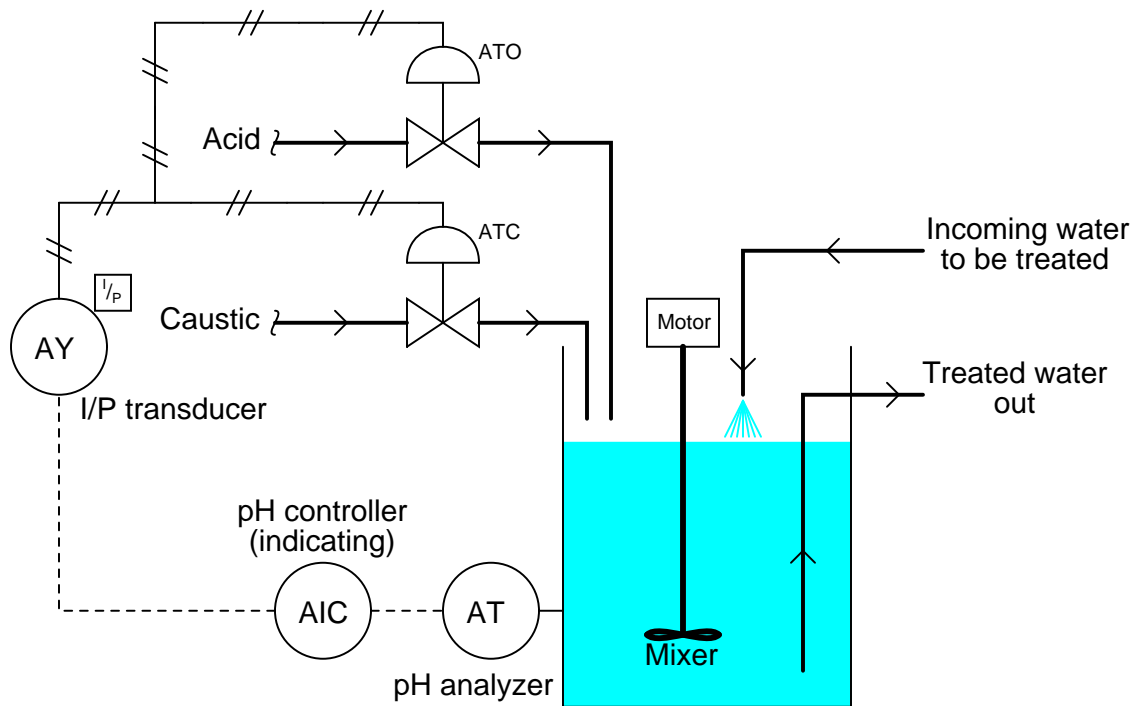 ATO
Acid
ATC
Incoming water
to be treated
I/P
Caustic
Motor
AY
I/P transducer
Treated water
out
pH controller
(indicating)
AIC
AT
Mixer
pH analyzer